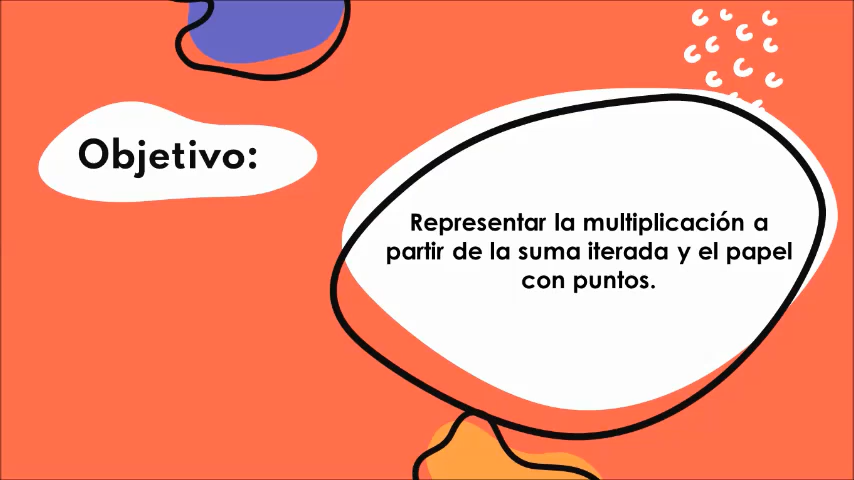 Objetivo:
Representar la multiplicación a
partir de la suma iterada y el papel
con puntos.